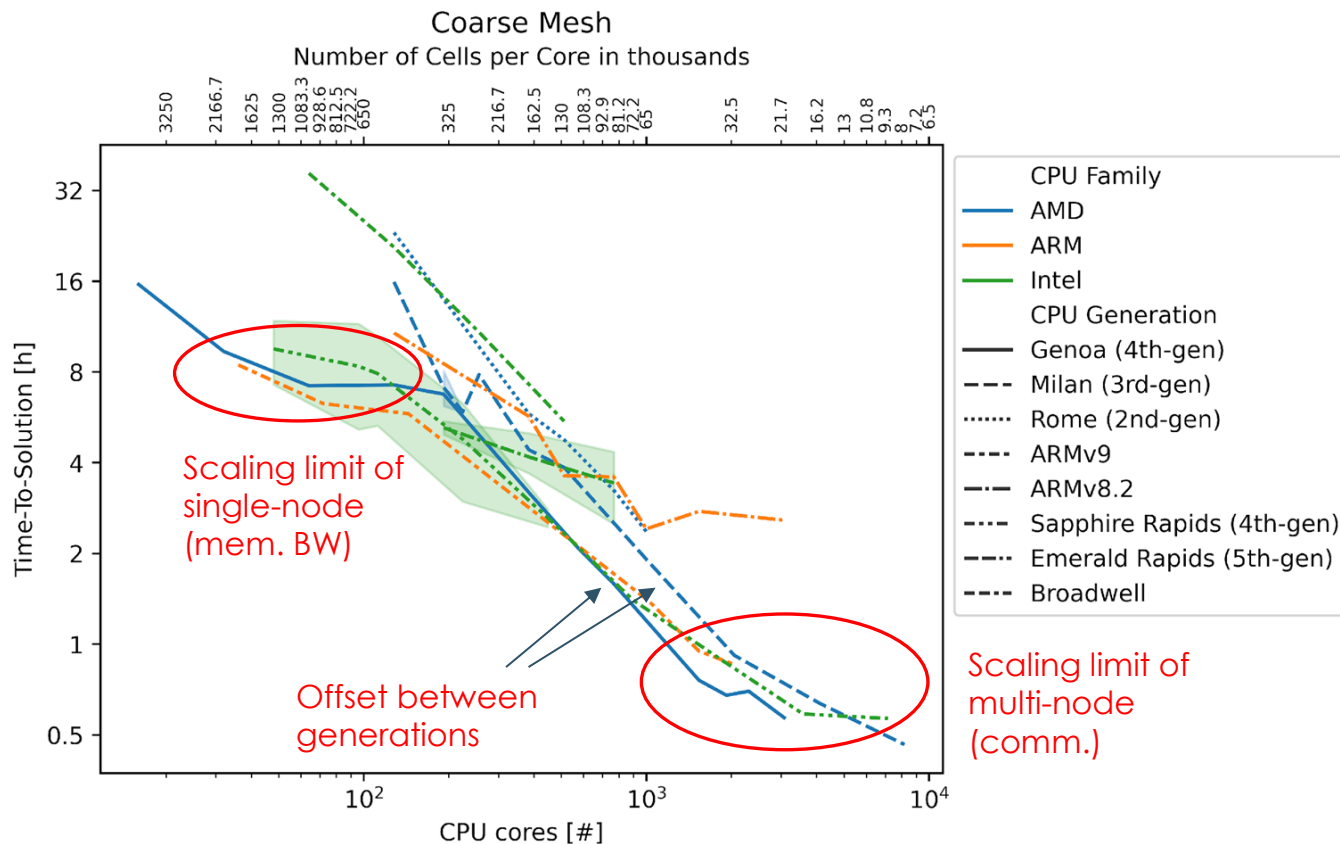 Coarse Mesh
Number of Cells per Core in thousands
3250
2166.7
1625
1300
1083.3
928.6
812.5
722.2
650
325
216.7
162.5
130
108.3
92.9
81.2
72.2
65
32.5
21.7
16.2
13
10.8
9.3
8
7.2
6.5
32
16
8
4
2
1
0.5
Time-To-Solution [h]
Scaling limit of
single-node
(mem. BW)
Offset between
generations
10²
10³
10⁴
CPU cores [#]
CPU Family
AMD
ARM
Intel
CPU Generation
Genoa (4th-gen)
Milan (3rd-gen)
Rome (2nd-gen)
ARMv9
ARMv8.2
Sapphire Rapids (4th-gen)
Emerald Rapids (5th-gen)
Broadwell
Scaling limit of
multi-node
(comm.)